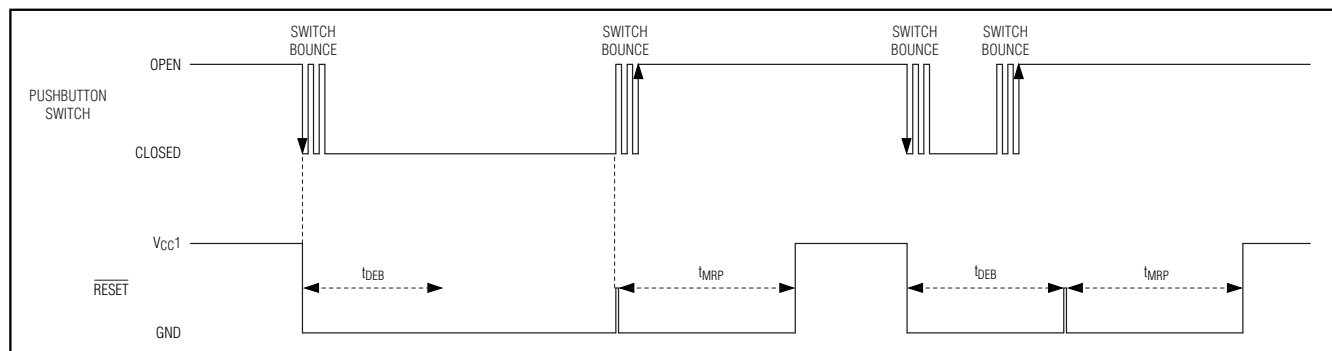 SWITCH
BOUNCE
SWITCH
BOUNCE
SWITCH
BOUNCE
SWITCH
BOUNCE
OPEN
PUSHBUTTON
SWITCH
CLOSED
VCC1
tDEB
tMRP
tDEB
tMRP
RESET
GND